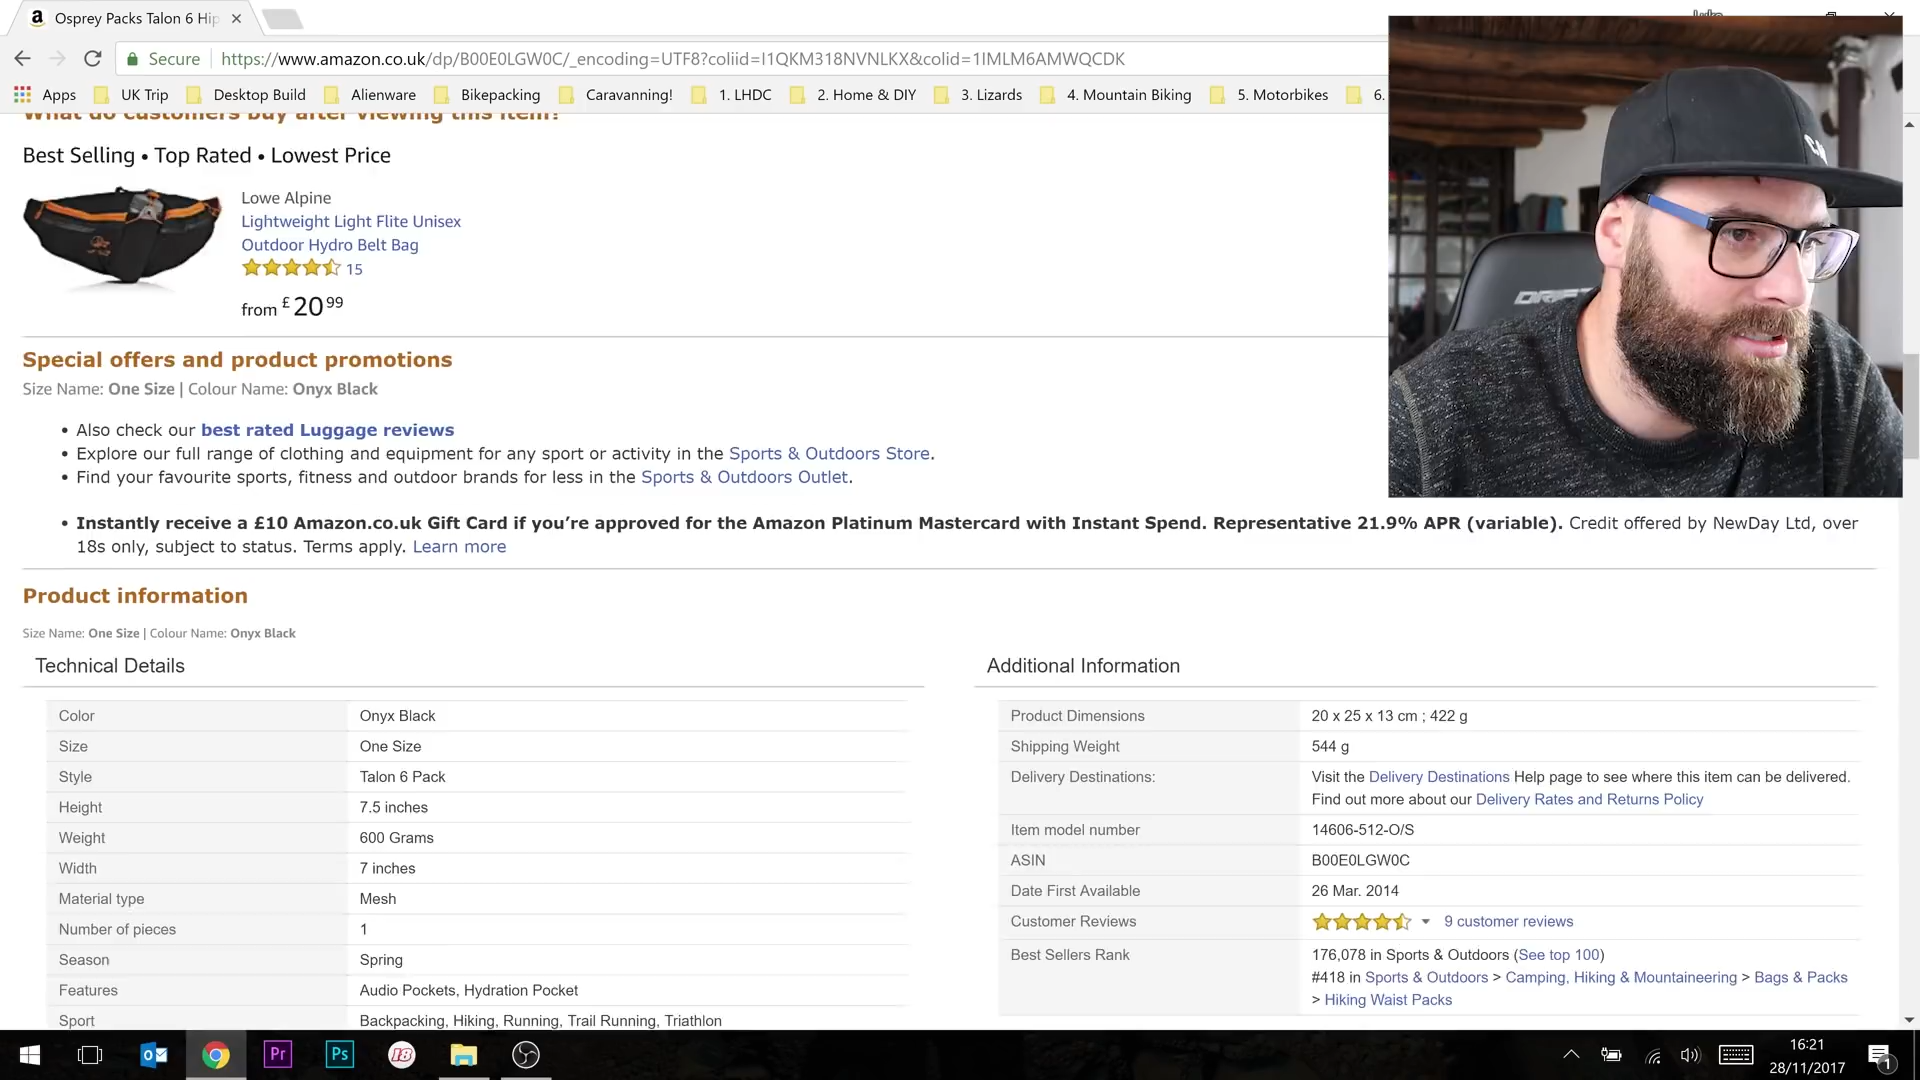 Osprey Packs Talon 6 Hip
Secure
https://www.amazon.co.uk/dp/B00E0LGW0C/_encoding=UTF8?coliid=I1QKM318NVNLKX&colid=1IMLM6AMWQCDK
Apps UK Trip Desktop Build Alienware Bikepacking Caravanning! 1. LHDC 2. Home & DIY 3. Lizards 4. Mountain Biking 5. Motorbikes 6.
What do customers buy after viewing this item?
Best Selling • Top Rated • Lowest Price
Lowe Alpine
Lightweight Light Flite Unisex
Outdoor Hydro Belt Bag
15
from £20 99
Special offers and product promotions
Size Name: One Size | Colour Name: Onyx Black
• Also check our best rated Luggage reviews
• Explore our full range of clothing and equipment for any sport or activity in the Sports & Outdoors Store.
• Find your favourite sports, fitness and outdoor brands for less in the Sports & Outdoors Outlet.
• Instantly receive a £10 Amazon.co.uk Gift Card if you’re approved for the Amazon Platinum Mastercard with Instant Spend. Representative 21.9% APR (variable). Credit offered by NewDay Ltd, over
18s only, subject to status. Terms apply. Learn more
Product information
Size Name: One Size | Colour Name: Onyx Black
Technical Details
Color Onyx Black
Size One Size
Style Talon 6 Pack
Height 7.5 inches
Weight 600 Grams
Width 7 inches
Material type Mesh
Number of pieces 1
Season Spring
Features Audio Pockets, Hydration Pocket
Sport Backpacking, Hiking, Running, Trail Running, Triathlon
Additional Information
Product Dimensions 20 x 25 x 13 cm ; 422 g
Shipping Weight 544 g
Delivery Destinations: Visit the Delivery Destinations Help page to see where this item can be delivered.
Find out more about our Delivery Rates and Returns Policy
Item model number 14606-512-O/S
ASIN B00E0LGW0C
Date First Available 26 Mar. 2014
Customer Reviews 9 customer reviews
Best Sellers Rank 176,078 in Sports & Outdoors (See top 100)
#418 in Sports & Outdoors > Camping, Hiking & Mountaineering > Bags & Packs
> Hiking Waist Packs
Pr
Ps
18
16:21
28/11/2017
1